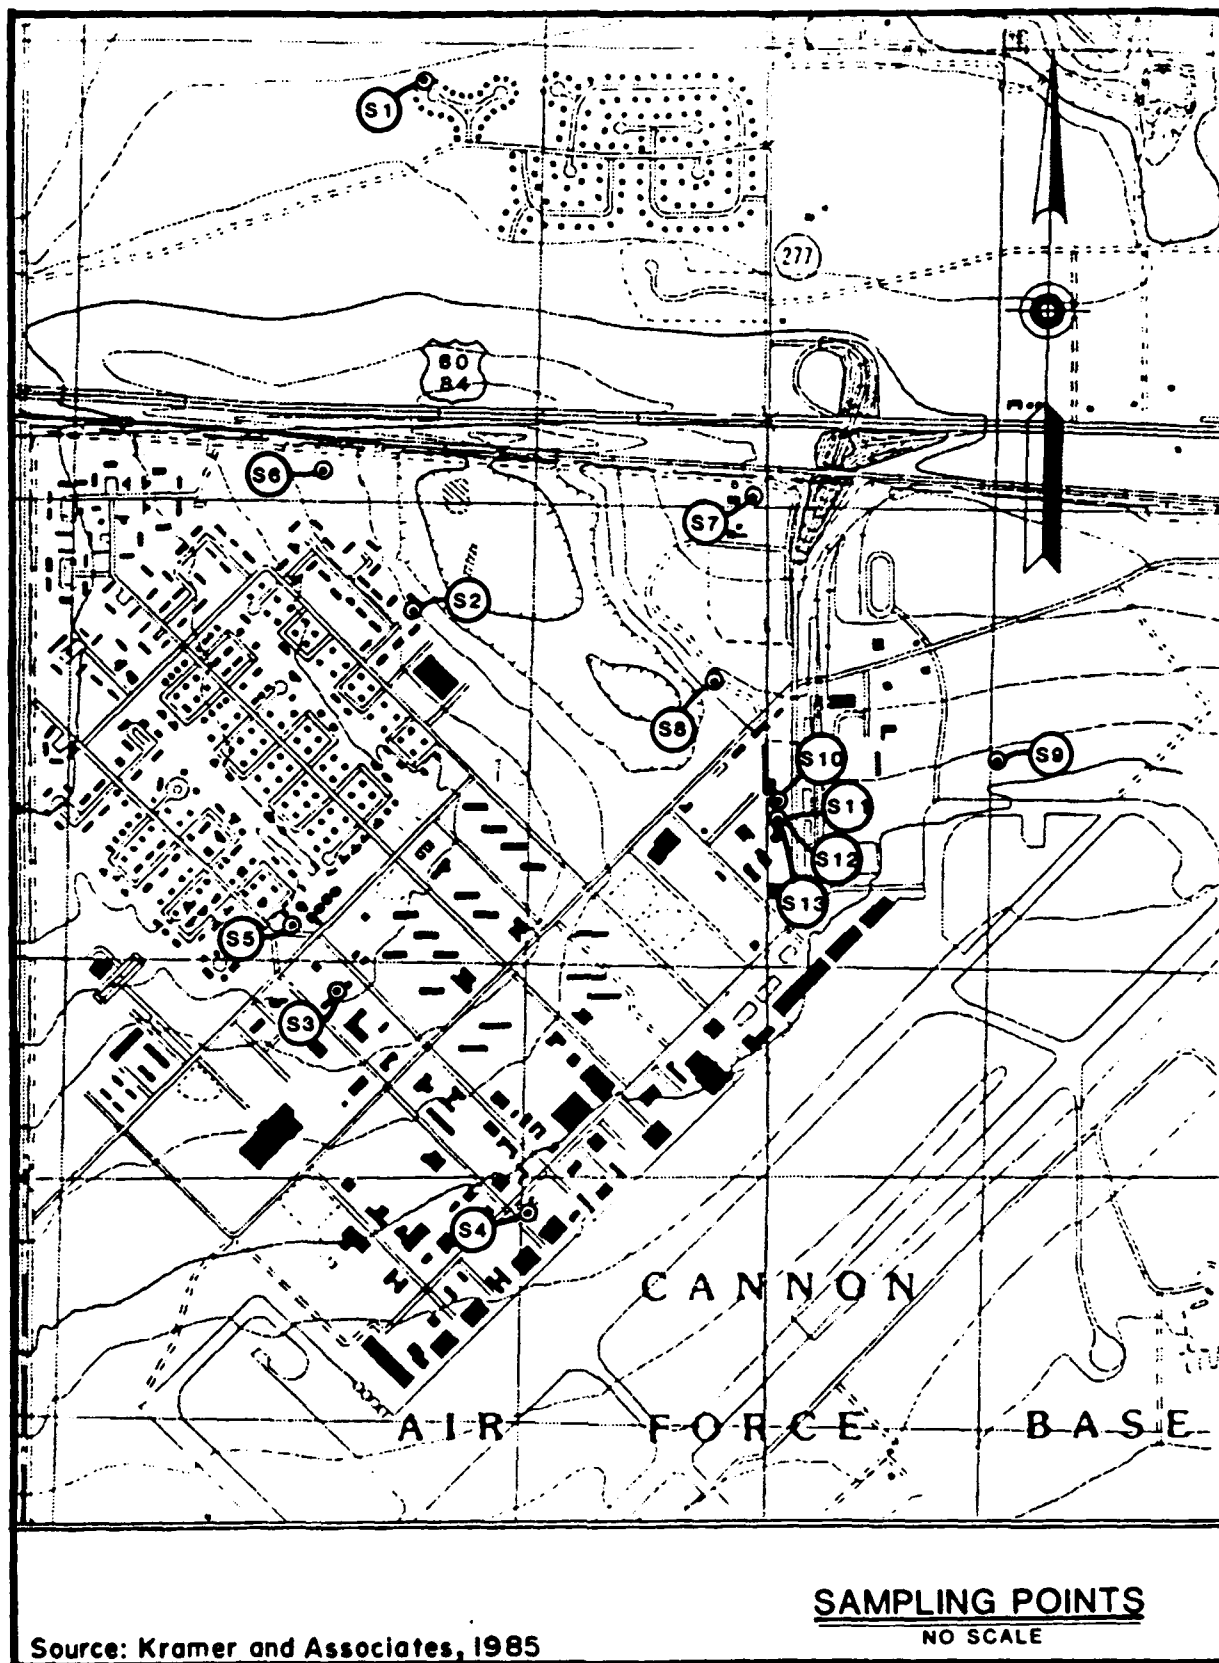 S1
277
60
84
S6
S7
S2
S8
S10
S9
S11
S12
S13
S5
S3
S4
CANNON
AIR FORCE BASE
SAMPLING POINTS
NO SCALE
Source: Kramer and Associates, 1985